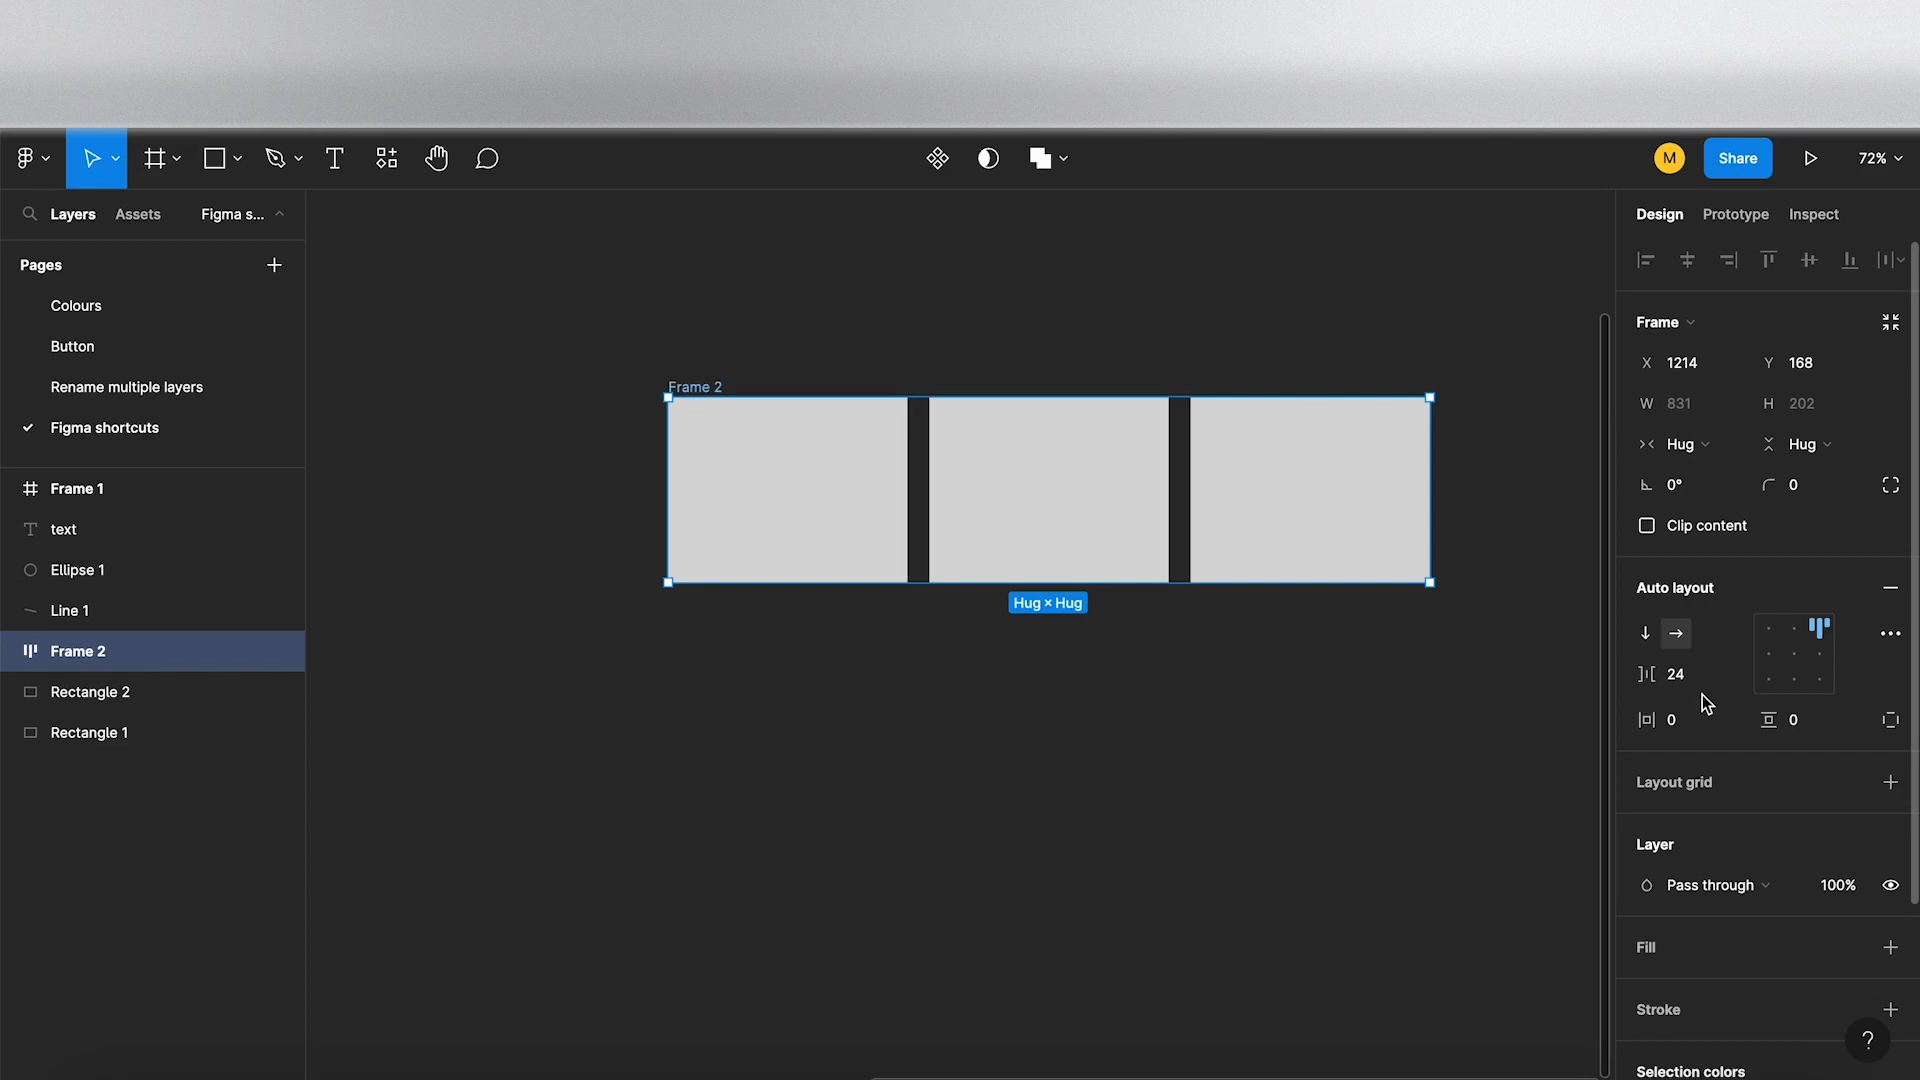 M
Share
72%
Layers
Assets
Figma s...
Design
Prototype
Inspect
Pages
Colours
Button
Rename multiple layers
Figma shortcuts
Frame 1
text
Ellipse 1
Line 1
Frame 2
Rectangle 2
Rectangle 1
Frame 2
Hug × Hug
Frame
X 1214 Y 168
W 831 H 202
Hug Hug
0° 0
Clip content
Auto layout
24
0 0
Layout grid
Layer
Pass through 100%
Fill
Stroke
?
Selection colors